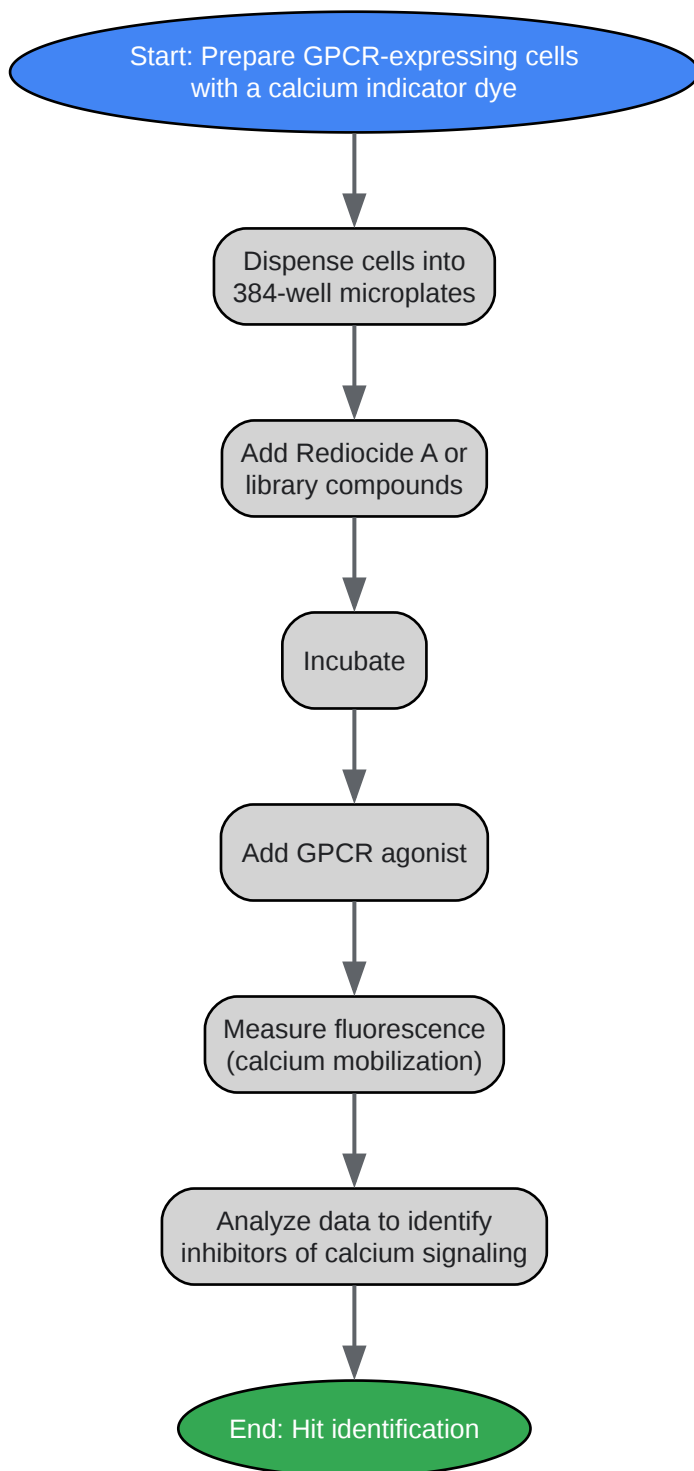 Start: Prepare GPCR-expressing cells
with a calcium indicator dye
Dispense cells into
384-well microplates
Add Rediocide A or
library compounds
Incubate
Add GPCR agonist
Measure fluorescence
(calcium mobilization)
Analyze data to identify
inhibitors of calcium signaling
End: Hit identification